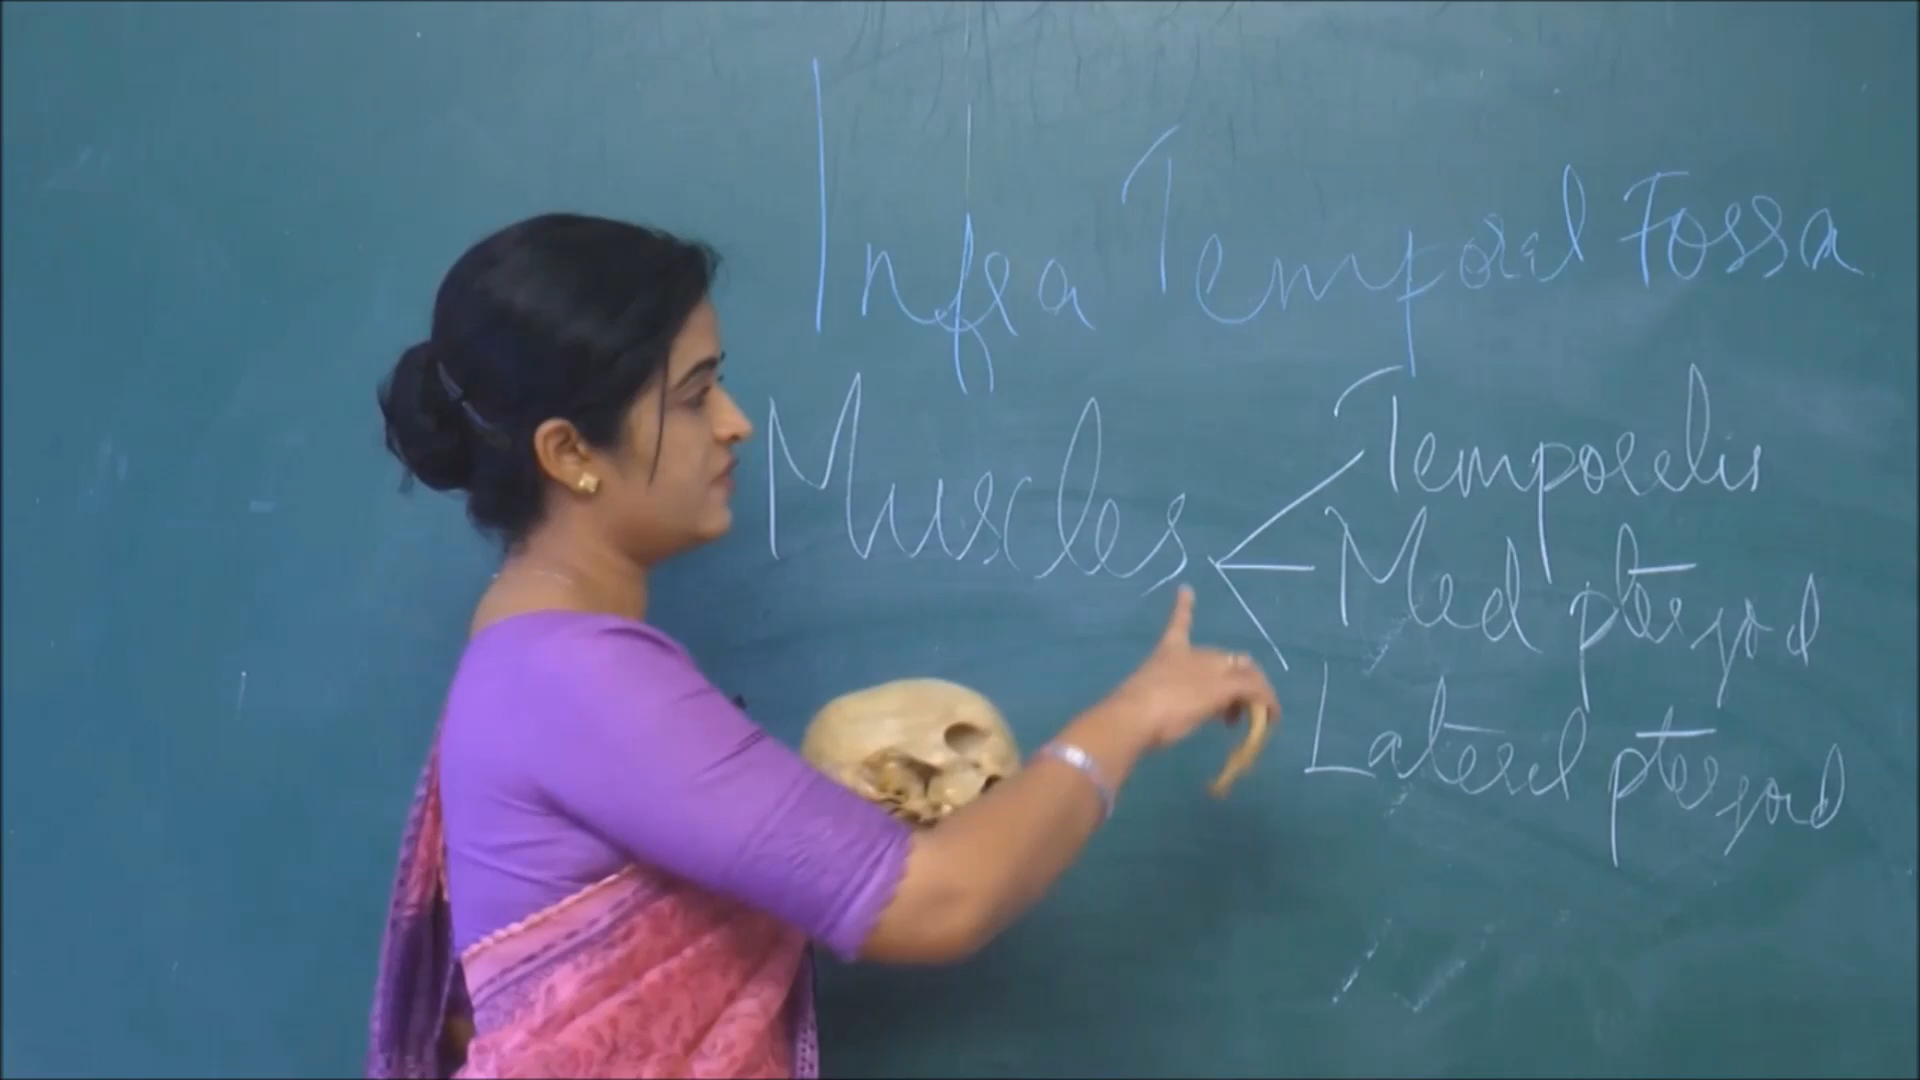 Infra Temporal Fossa
Muscles
Temporalis
Med pterygoid
Lateral pterygoid